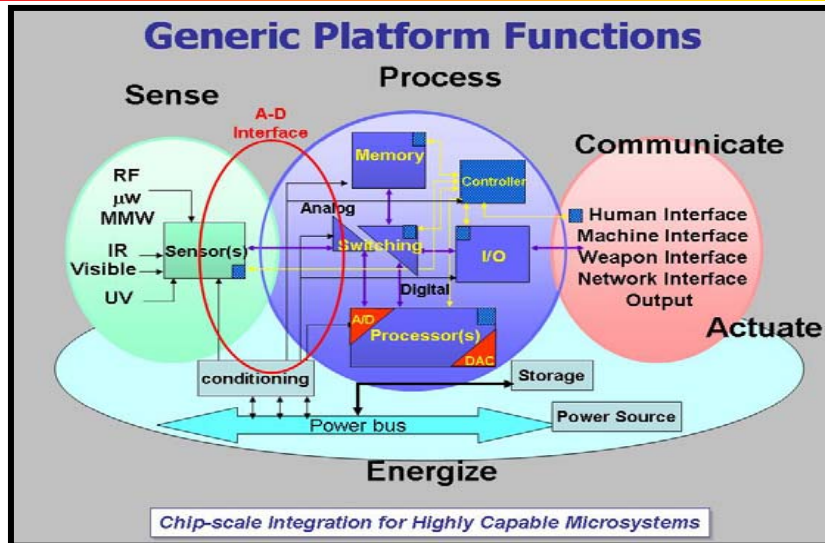 Generic Platform Functions
Process
Sense
A-D
Interface
Communicate
RF
μw
MMW
IR
Visible
UV
Sensor(s)
Memory
Controller
Analog
Switching
I/O
Digital
A/D
Processor(s)
DAC
Human Interface
Machine Interface
Weapon Interface
Network Interface
Output
Actuate
conditioning
Storage
Power bus
Power Source
Energize
Chip-scale Integration for Highly Capable Microsystems